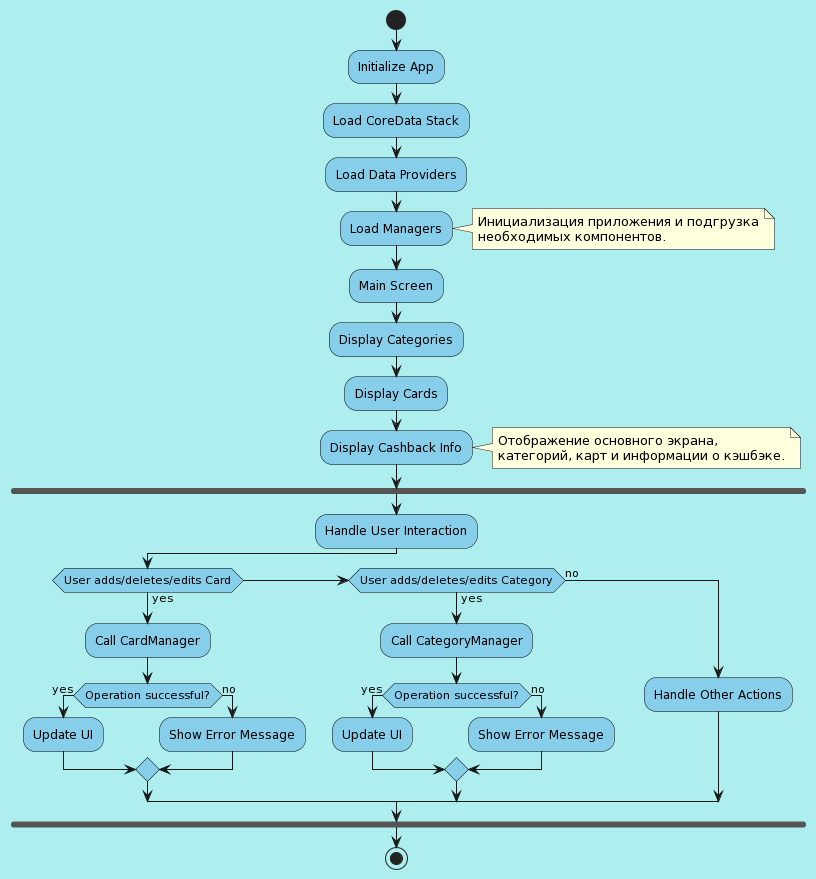 Initialize App
Load CoreData Stack
Load Data Providers
Load Managers
Инициализация приложения и подгрузка
необходимых компонентов.
Main Screen
Display Categories
Display Cards
Display Cashback Info
Отображение основного экрана,
категорий, карт и информации о кэшбэке.
Handle User Interaction
User adds/deletes/edits Card
yes
User adds/deletes/edits Category
no
yes
Call CardManager
Call CategoryManager
Handle Other Actions
yes
Operation successful?
no
yes
Operation successful?
no
Update UI
Show Error Message
Update UI
Show Error Message